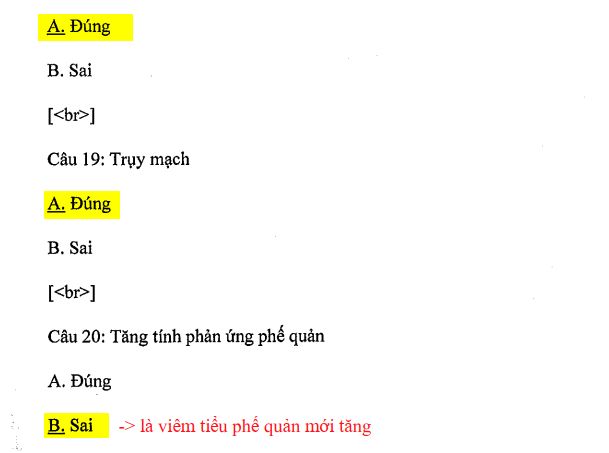 A. Đúng
B. Sai
[<br>]
Câu 19: Trụy mạch
A. Đúng
B. Sai
[<br>]
Câu 20: Tăng tính phản ứng phế quản
A. Đúng
B. Sai -> là viêm tiểu phế quản mới tăng